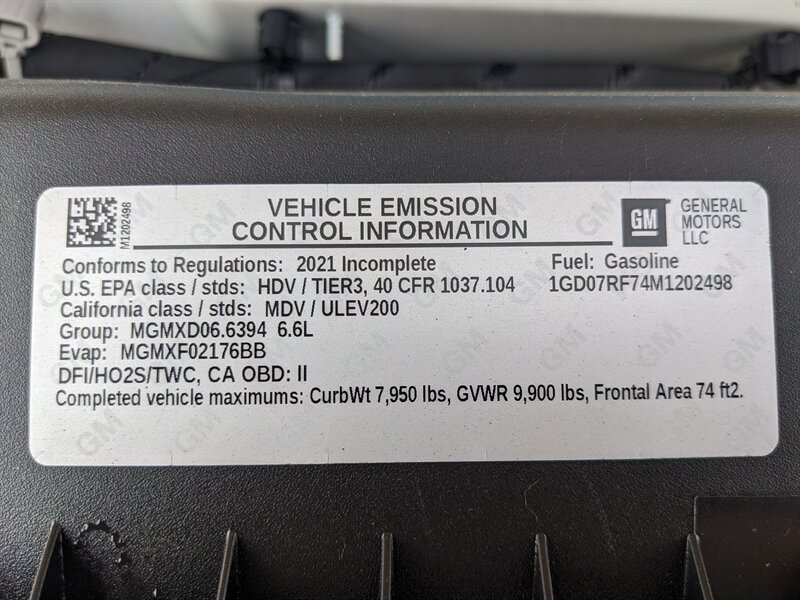 M1202498
VEHICLE EMISSION
CONTROL INFORMATION
GM
GENERAL
MOTORS
LLC
Conforms to Regulations: 2021 Incomplete
Fuel: Gasoline
U.S. EPA class / stds: HDV / TIER3, 40 CFR 1037.104
1GD07RF74M1202498
California class / stds: MDV / ULEV200
Group: MGMXD06.6394 6.6L
Evap: MGMXF02176BB
DFI/HO2S/TWC, CA OBD: II
Completed vehicle maximums: CurbWt 7,950 lbs, GVWR 9,900 lbs, Frontal Area 74 ft2.